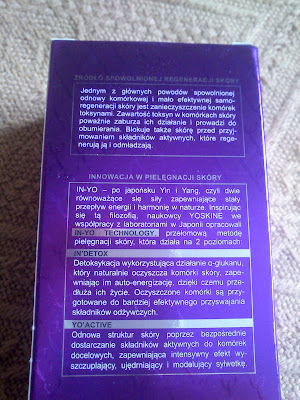 ŹRÓDŁO SPOWOLNIONEJ REGENERACJI SKÓRY
Jednym z głównych powodów spowolnionej
odnowy komórkowej i mało efektywnej samo-
regeneracji skóry jest zanieczyszczenie komórek
toksynami. Zawartość toksyn w komórkach skóry
poważnie zaburza ich działanie i prowadzi do
obumierania. Blokuje także skórę przed przyj-
mowaniem składników aktywnych, które rege-
nerują ją i odmładzają.
INNOWACJA W PIELĘGNACJI SKÓRY
IN-YO – po japońsku Yin i Yang, czyli dwie
równoważące się siły zapewniające stały
przepływ energii i harmonię w naturze. Inspirując
się tą filozofią, naukowcy YOSKINE we
współpracy z laboratoriami w Japonii opracowali
IN-YO TECHNOLOGY przełomową metodę
pielęgnacji skóry, która działa na 2 poziomach:
IN'DETOX
Detoksykacja wykorzystująca działanie α-glukanu,
który naturalnie oczyszcza komórki skóry, zape-
wniając im auto-energizację, dzięki czemu prze-
dłuża ich życie. Oczyszczone komórki są przy-
gotowane do bardziej efektywnego przyswajania
składników odżywczych.
YO'ACTIVE
Odnowa struktur skóry poprzez bezpośrednie
dostarczanie składników aktywnych do komórek
docelowych, zapewniająca intensywny efekt wy-
szczuplający, ujędrniający i modelujący sylwetkę.